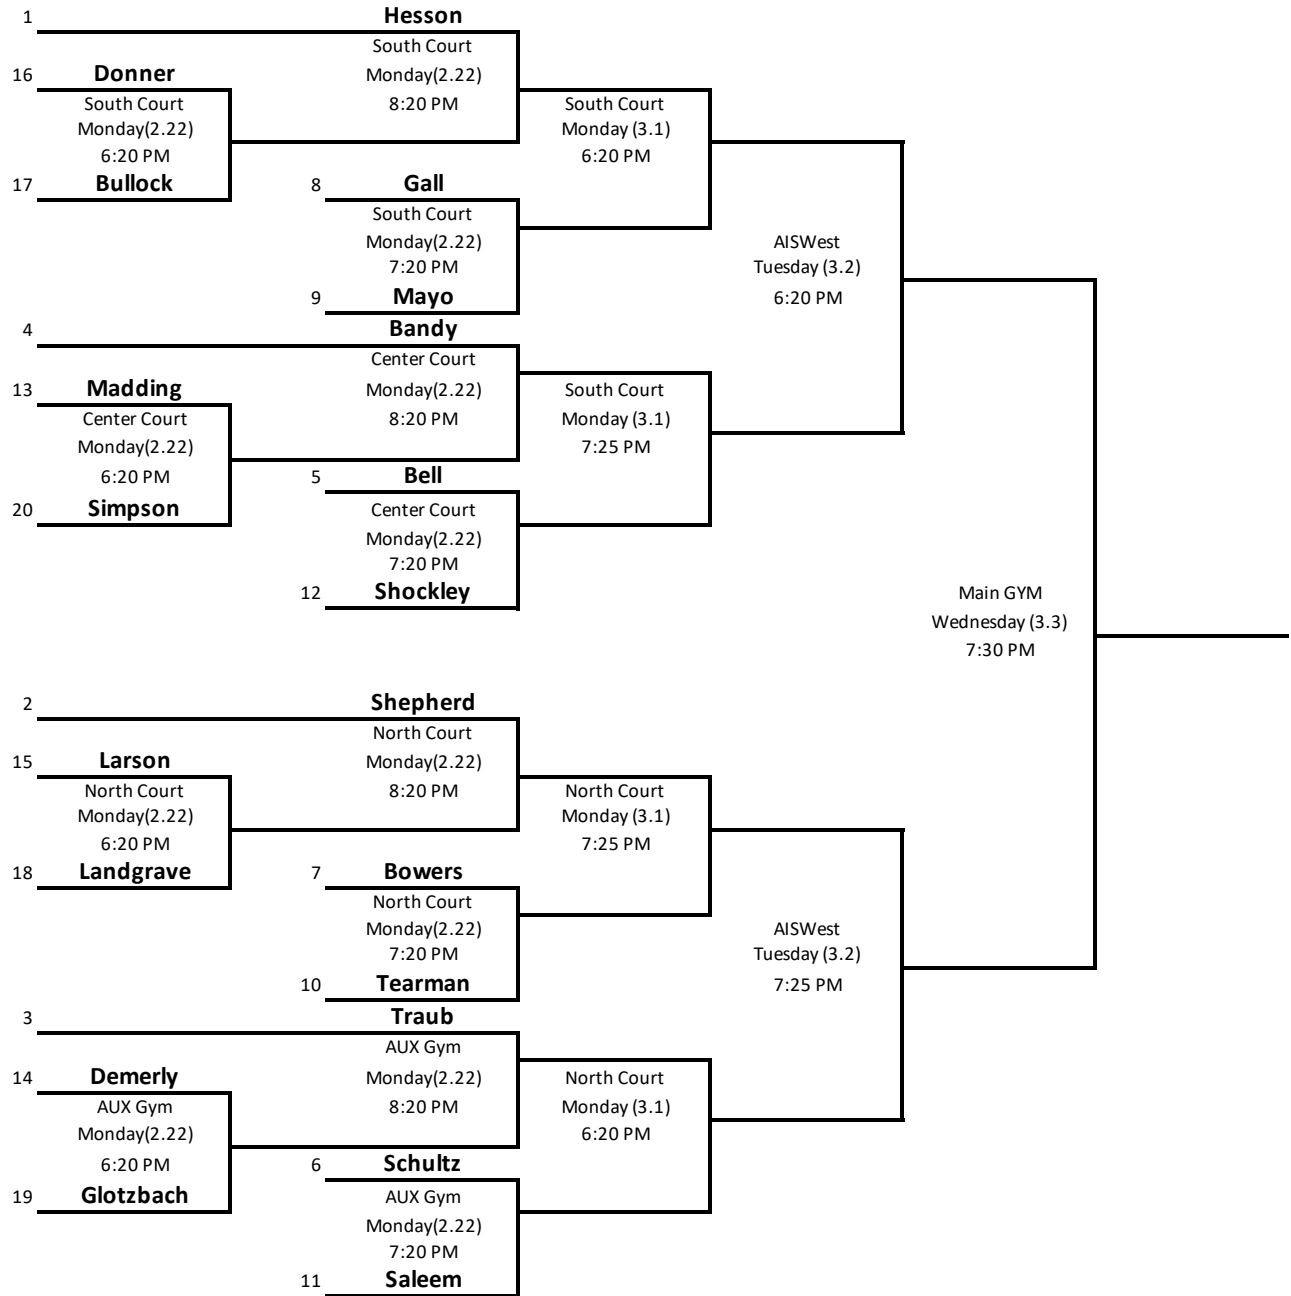 1 Hesson
South Court
16 Donner
Monday(2.22)
8:20 PM
South Court
Monday(2.22)
6:20 PM
South Court
Monday (3.1)
6:20 PM
17 Bullock
8 Gall
South Court
Monday(2.22)
7:20 PM
9 Mayo
AISWest
Tuesday (3.2)
6:20 PM
4 Bandy
Center Court
Monday(2.22)
8:20 PM
13 Madding
Center Court
Monday(2.22)
6:20 PM
South Court
Monday (3.1)
7:25 PM
20 Simpson
5 Bell
Center Court
Monday(2.22)
7:20 PM
12 Shockley
Main GYM
Wednesday (3.3)
7:30 PM
2 Shepherd
North Court
Monday(2.22)
8:20 PM
15 Larson
North Court
Monday(2.22)
6:20 PM
North Court
Monday (3.1)
7:25 PM
18 Landgrave
7 Bowers
North Court
Monday(2.22)
7:20 PM
10 Tearman
AISWest
Tuesday (3.2)
7:25 PM
3 Traub
AUX Gym
Monday(2.22)
8:20 PM
14 Demerly
AUX Gym
Monday(2.22)
6:20 PM
North Court
Monday (3.1)
6:20 PM
19 Glotzbach
6 Schultz
AUX Gym
Monday(2.22)
7:20 PM
11 Saleem